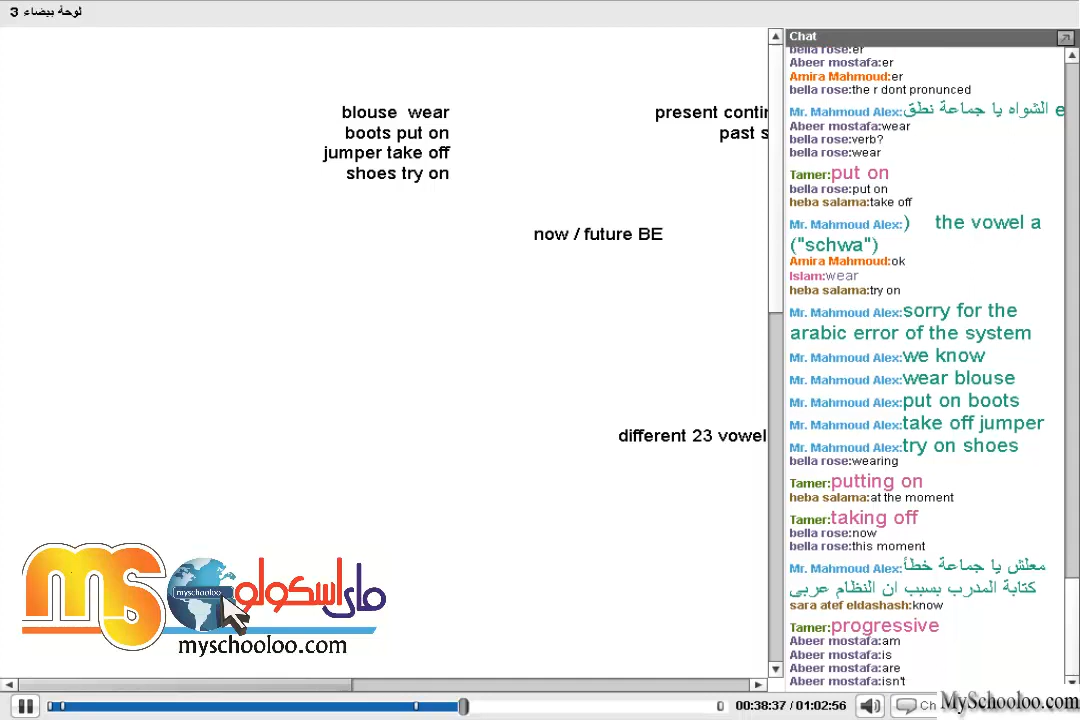 لوحة بيضاء 3
blouse wear
boots put on
jumper take off
shoes try on
present contin
past s
now / future BE
different 23 vowel
ms
myschooloo
ماى اسكولو
myschooloo.com
Chat
bella rose:er
Abeer mostafa:er
Amira Mahmoud:er
bella rose:the r dont pronunced
Mr. Mahmoud Alex:الشواه يا جماعة نطق e
Abeer mostafa:wear
bella rose:verb?
bella rose:wear
Tamer:put on
bella rose:put on
heba salama:take off
Mr. Mahmoud Alex:) the vowel a
("schwa")
Amira Mahmoud:ok
Islam:wear
heba salama:try on
Mr. Mahmoud Alex:sorry for the
arabic error of the system
Mr. Mahmoud Alex:we know
Mr. Mahmoud Alex:wear blouse
Mr. Mahmoud Alex:put on boots
Mr. Mahmoud Alex:take off jumper
Mr. Mahmoud Alex:try on shoes
bella rose:wearing
Tamer:putting on
heba salama:at the moment
Tamer:taking off
bella rose:now
bella rose:this moment
Mr. Mahmoud Alex:معلش يا جماعة خطأ
كتابة المدرب بسبب ان النظام عربى
sara atef eldashash:know
Tamer:progressive
Abeer mostafa:am
Abeer mostafa:is
Abeer mostafa:are
Abeer mostafa:isn't
00:38:37 / 01:02:56
Ch
MySchooloo.com